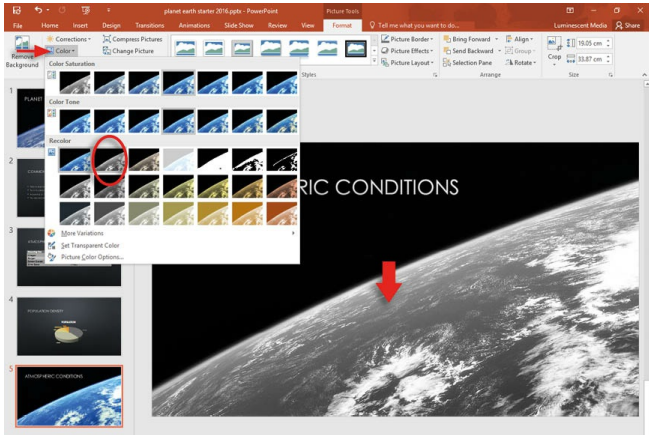 planet earth starter 2016.pptx - PowerPoint
Picture Tools
File Home Insert Design Transitions Animations Slide Show Review View Format Tell me what you want to do... Luminescent Media Share
Remove Background
Corrections
Color
Compress Pictures
Change Picture
Picture Border
Picture Effects
Picture Layout
Styles
Bring Forward
Send Backward
Selection Pane
Align
Group
Rotate
Arrange
Crop
19.05 cm
33.87 cm
Size
Color Saturation
Color Tone
Recolor
More Variations
Set Transparent Color
Picture Color Options...
1
PLANET
2
3
4
POPULATION DENSITY
5
ATMOSPHERIC CONDITIONS
RIC CONDITIONS